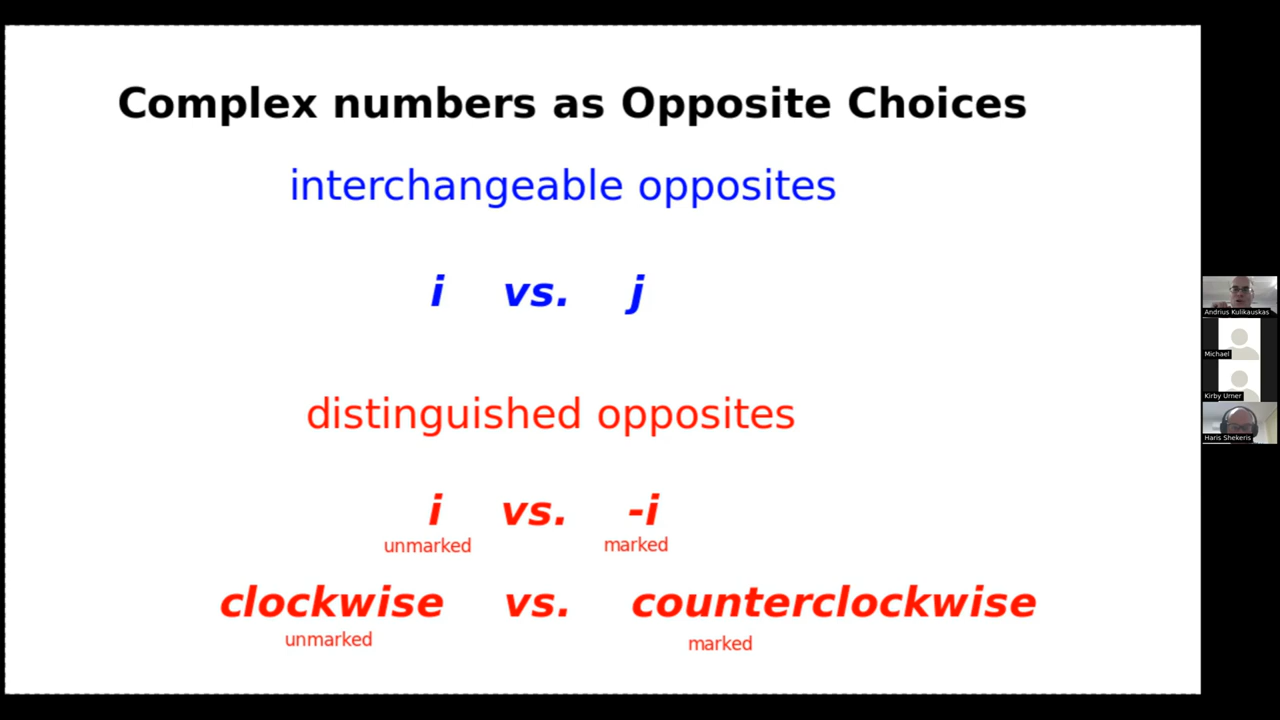 Complex numbers as Opposite Choices
interchangeable opposites
i vs. j
distinguished opposites
i vs. -i
unmarked marked
clockwise vs. counterclockwise
unmarked marked
Andrius Kulikauskas
Michael
Kirby Urner
Haris Shekeris